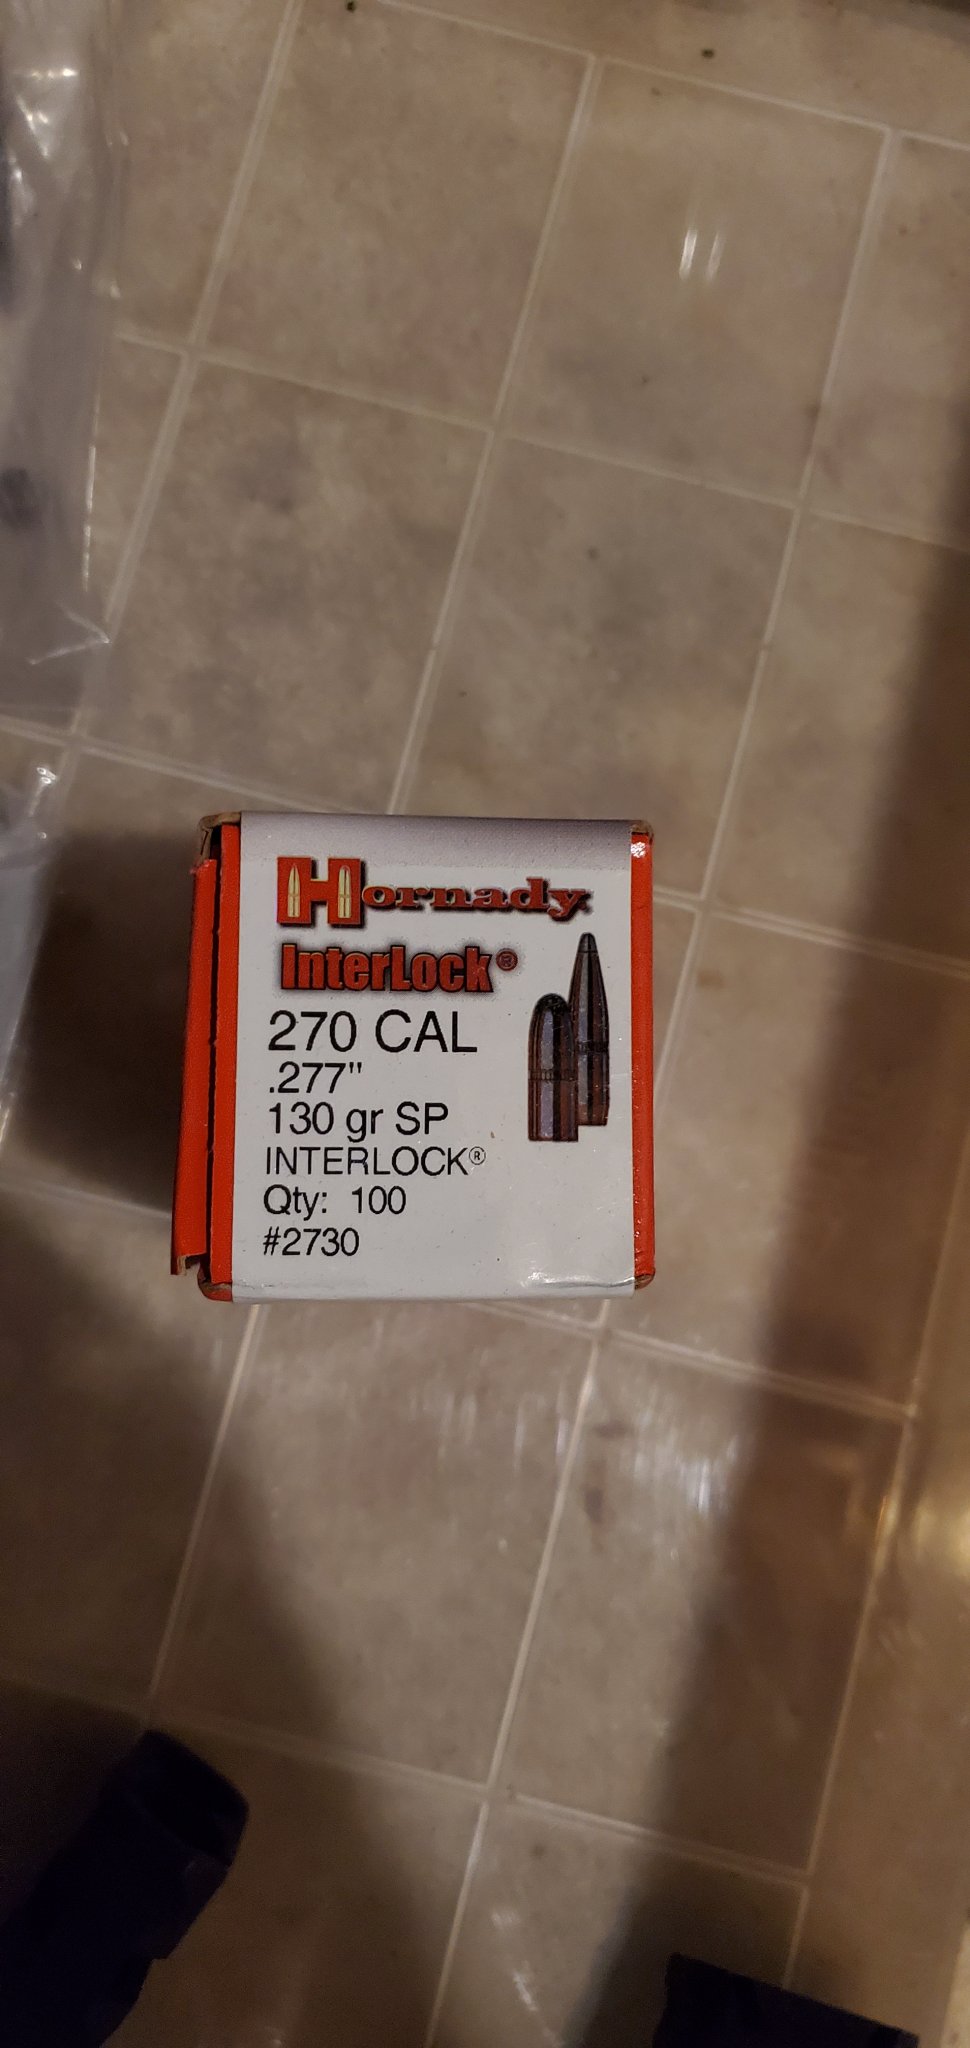 Hornady
InterLock®
270 CAL
.277"
130 gr SP
INTERLOCK®
Qty: 100
#2730